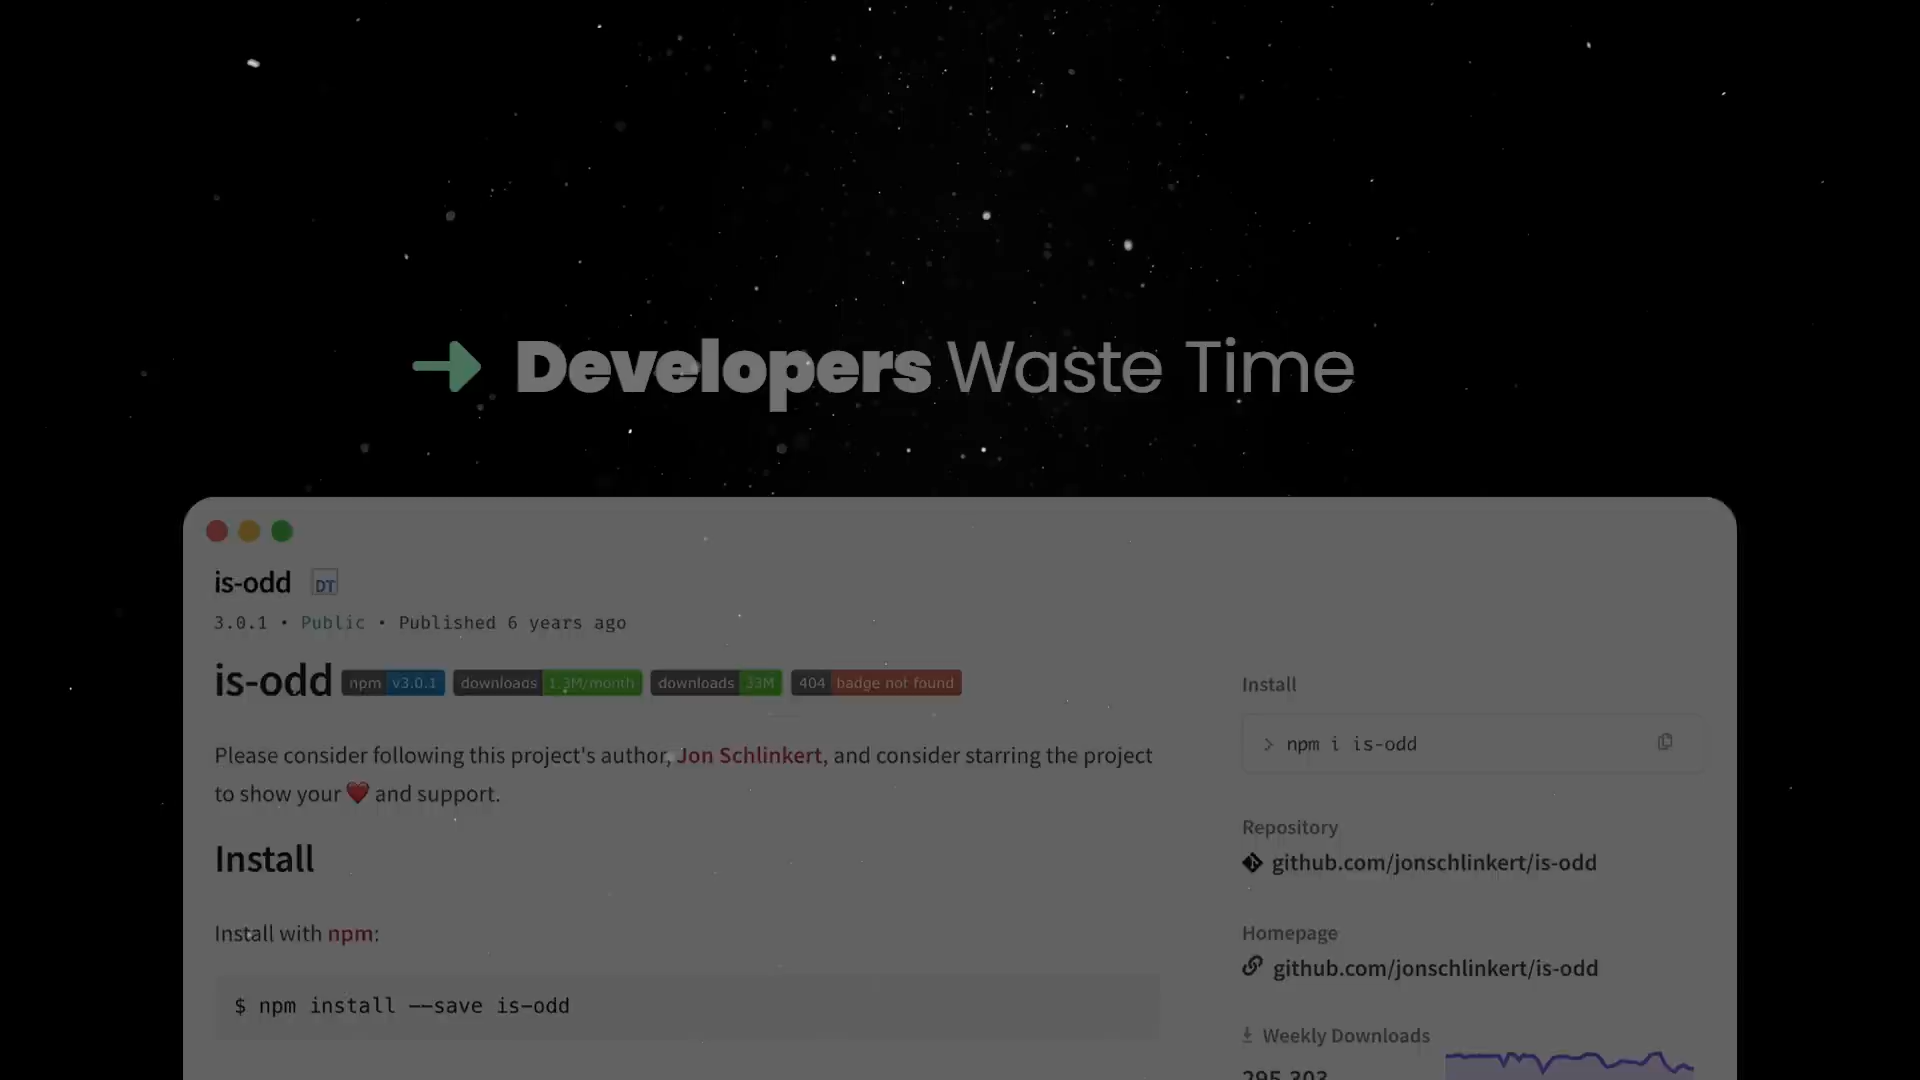 Developers Waste Time
is-odd DT
3.0.1 • Public • Published 6 years ago
is-odd npm v3.0.1 downloads 1.3M/month downloads 33M 404 badge not found
Please consider following this project's author, Jon Schlinkert, and consider starring the project
to show your ❤️ and support.
Install
Install with npm:
$ npm install --save is-odd
Install
> npm i is-odd
Repository
github.com/jonschlinkert/is-odd
Homepage
github.com/jonschlinkert/is-odd
Weekly Downloads
295,303